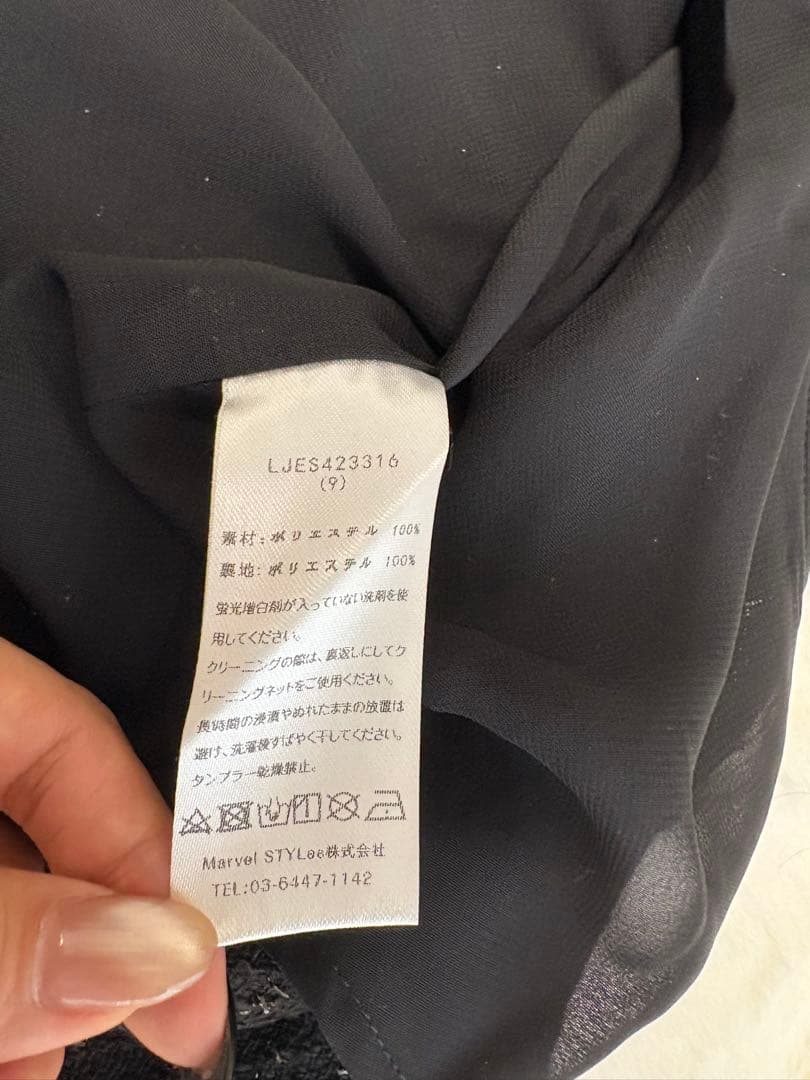 LJES423316
(9)
素材:ポリエステル 100%
裏地:ポリエステル 100%
蛍光増白剤が入っていない洗剤を使
用してください。
クリーニングの際は、裏返しにしてク
リーニングネットをご使用ください。
長時間の浸漬やぬれたままの放置は
避け、洗濯後すばやく干してください。
タンブラー乾燥禁止。
Marvel STYLee株式会社
TEL:03-6447-1142